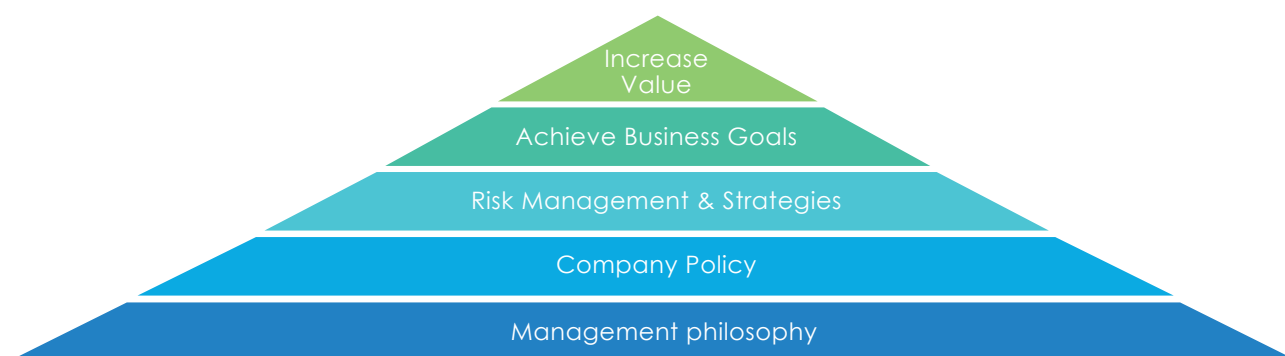 Increase
Value
Achieve Business Goals
Risk Management & Strategies
Company Policy
Management philosophy